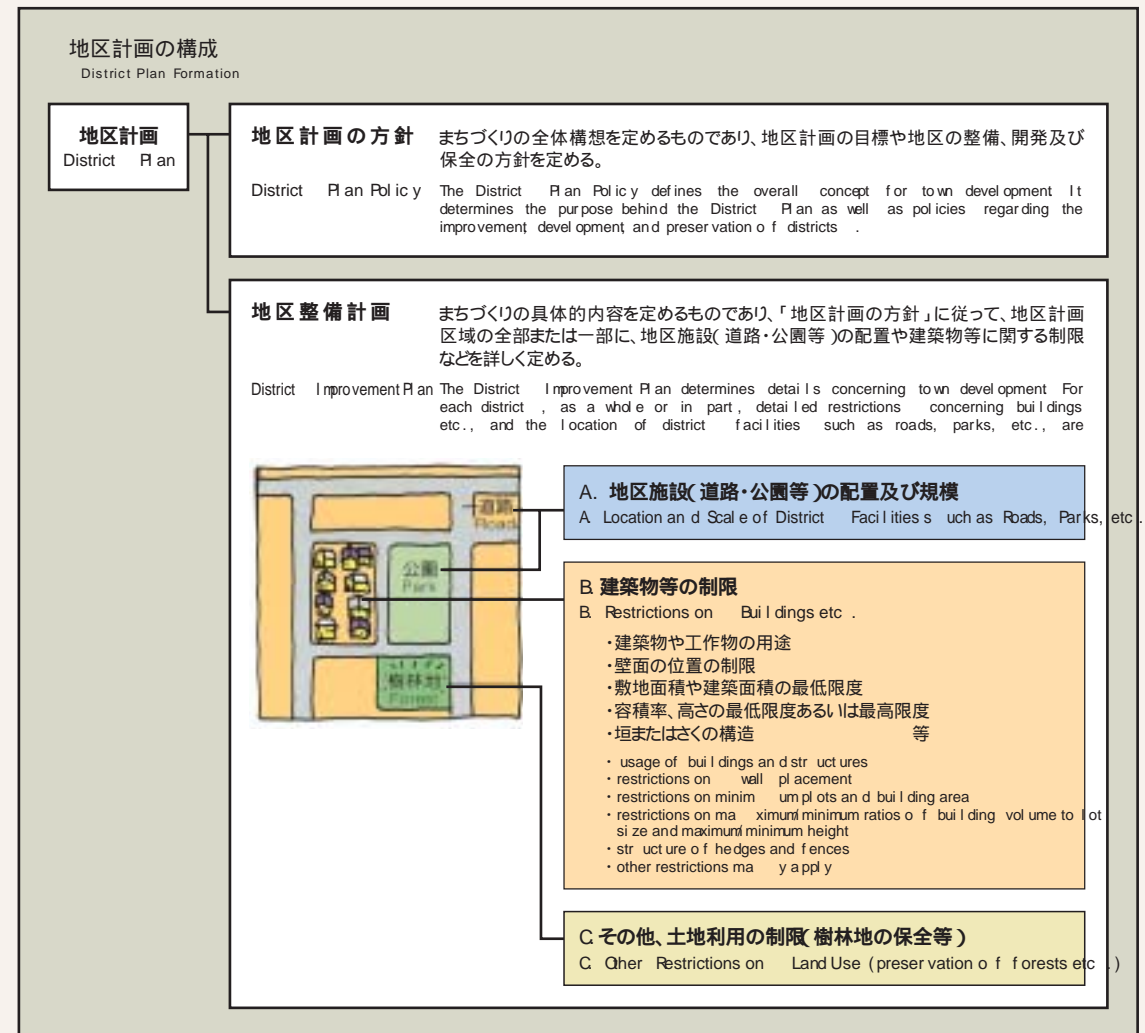 地区計画の構成
District Plan Formation
地区計画
District Plan
地区計画の方針
まちづくりの全体構想を定めるものであり、地区計画の目標や地区の整備、開発及び
保全の方針を定める。
District Plan Policy
The District Plan Policy defines the overall concept for town development It
determines the purpose behind the District Plan as well as policies regarding the
improvement, development, and preservation of districts .
地区整備計画
まちづくりの具体的内容を定めるものであり、「地区計画の方針」に従って、地区計画
区域の全部または一部に、地区施設(道路・公園等)の配置や建築物等に関する制限
などを詳しく定める。
District Improvement Plan
The District Improvement Plan determines details concerning town development For
each district , as a whole or in part, detailed restrictions concerning buildings
etc., and the location of district facilities such as roads, parks, etc., are
道路
Road
公園
Park
樹林地
Forest
A. 地区施設(道路・公園等)の配置及び規模
A. Location and Scale of District Facilities such as Roads, Parks, etc.
B. 建築物等の制限
B. Restrictions on Buildings etc.
・建築物や工作物の用途
・壁面の位置の制限
・敷地面積や建築面積の最低限度
・容積率、高さの最低限度あるいは最高限度
・垣またはさくの構造 等
・usage of buildings and structures
・restrictions on wall placement
・restrictions on minimum plots and building area
・restrictions on maximum/minimum ratios of building volume to lot
size and maximum/minimum height
・structure of hedges and fences
・other restrictions may apply
C. その他、土地利用の制限(樹林地の保全等)
C. Other Restrictions on Land Use (preservation of forests etc.)